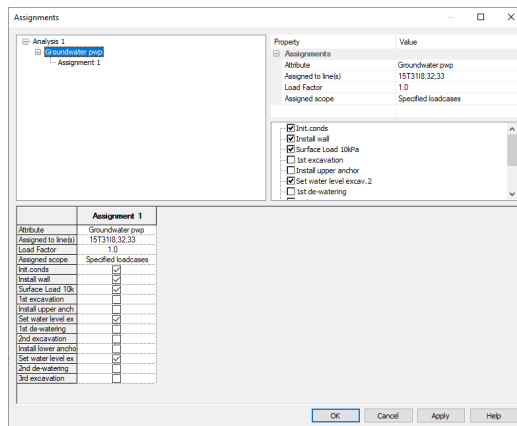 Assignments
Analysis 1
Groundwater pwp
Assignment 1
Property Value
Assignments
Attribute Groundwater pwp
Assigned to line(s) 15T31I8;32;33
Load Factor 1.0
Assigned scope Specified loadcases
Init.conds
Install wall
Surface Load 10kPa
1st excavation
Install upper anchor
Set water level excav.2
1st de-watering
Assignment 1
Attribute Groundwater pwp
Assigned to line(s) 15T31I8;32;33
Load Factor 1.0
Assigned scope Specified loadcases
Init.conds
Install wall
Surface Load 10k
1st excavation
Install upper anch
Set water level ex
1st de-watering
2nd excavation
Install lower ancho
Set water level ex
2nd de-watering
3rd excavation
OK Cancel Apply Help